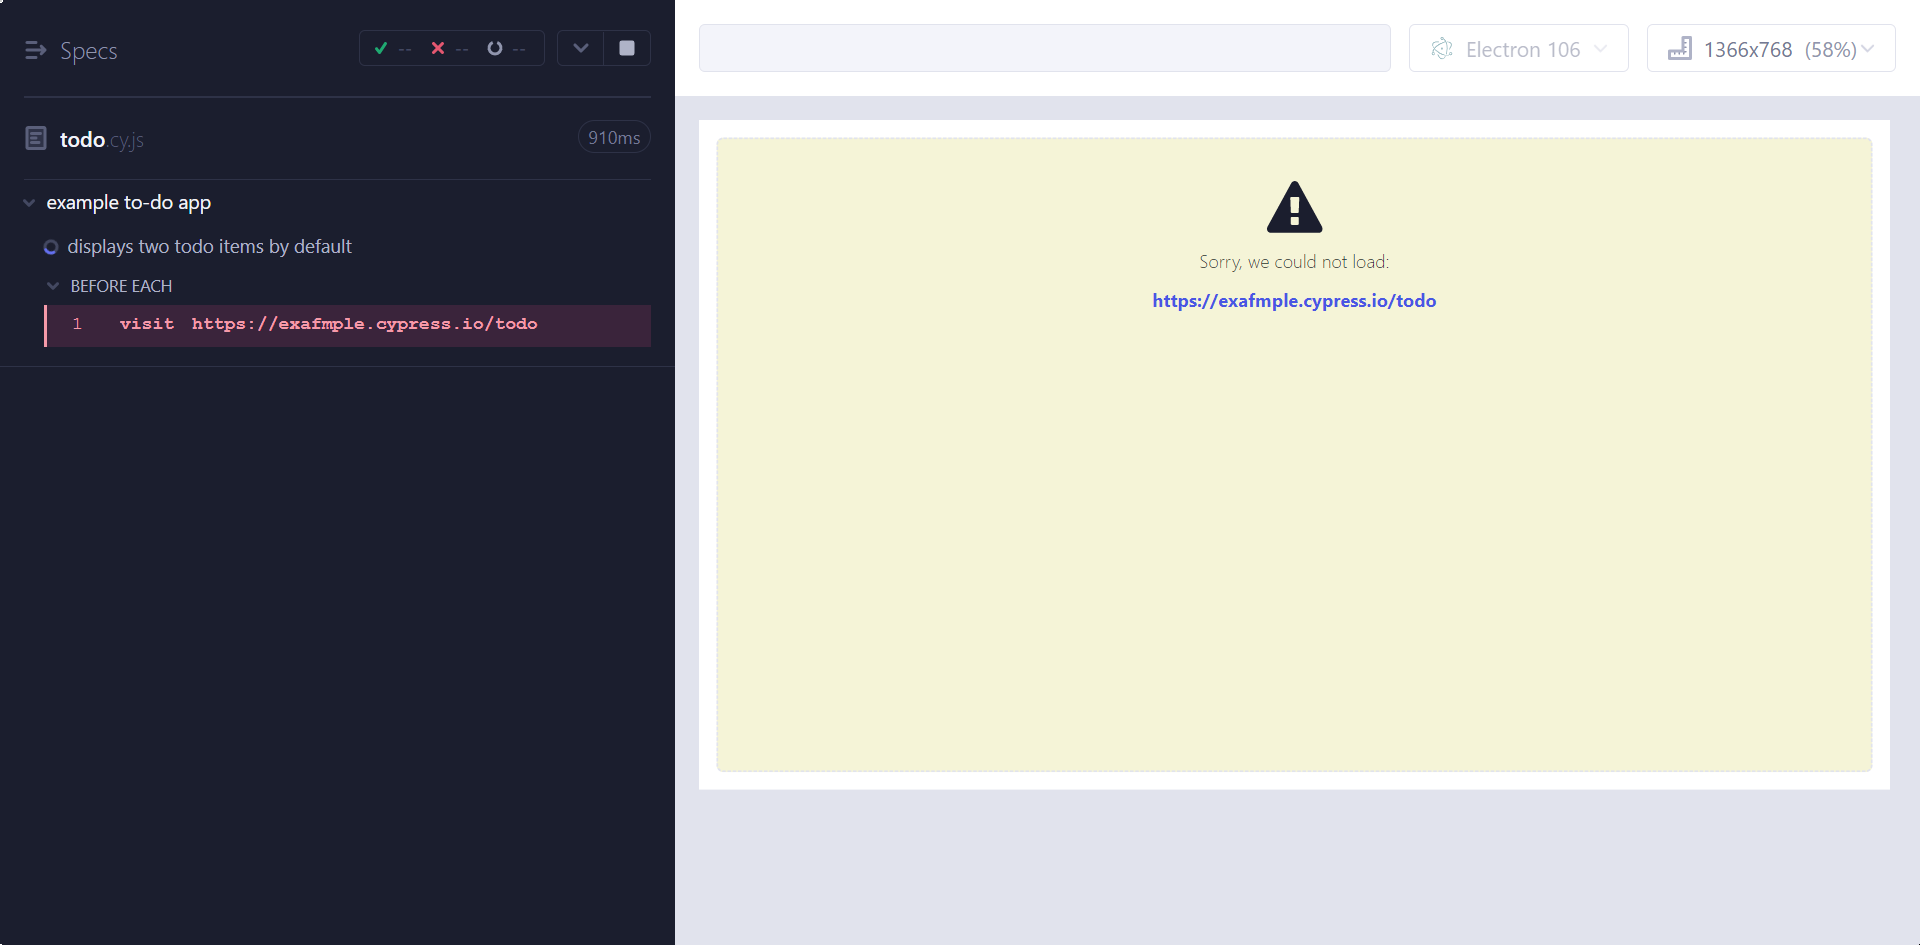 Specs
--
--
--
Electron 106
1366x768 (58%)
todo.cy.js
910ms
example to-do app
displays two todo items by default
BEFORE EACH
1 visit https://exafmple.cypress.io/todo
Sorry, we could not load:
https://exafmple.cypress.io/todo